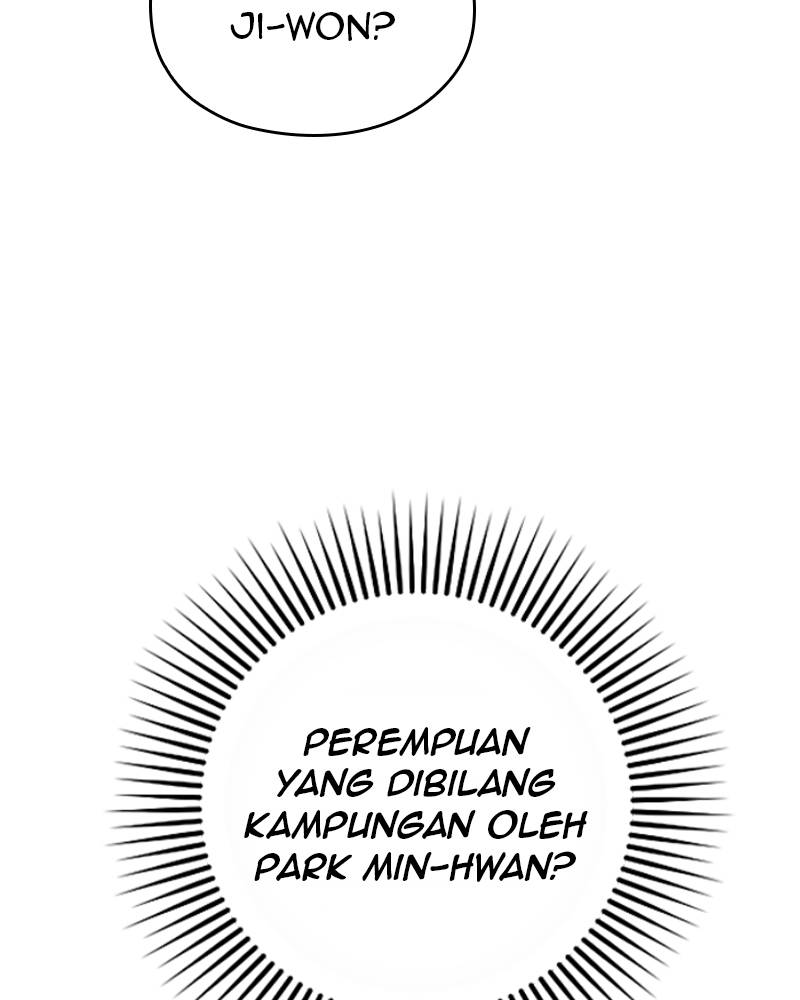 JI-WON?
PEREMPUAN
YANG DIBILANG
KAMPUNGAN OLEH
PARK MIN-HWAN?